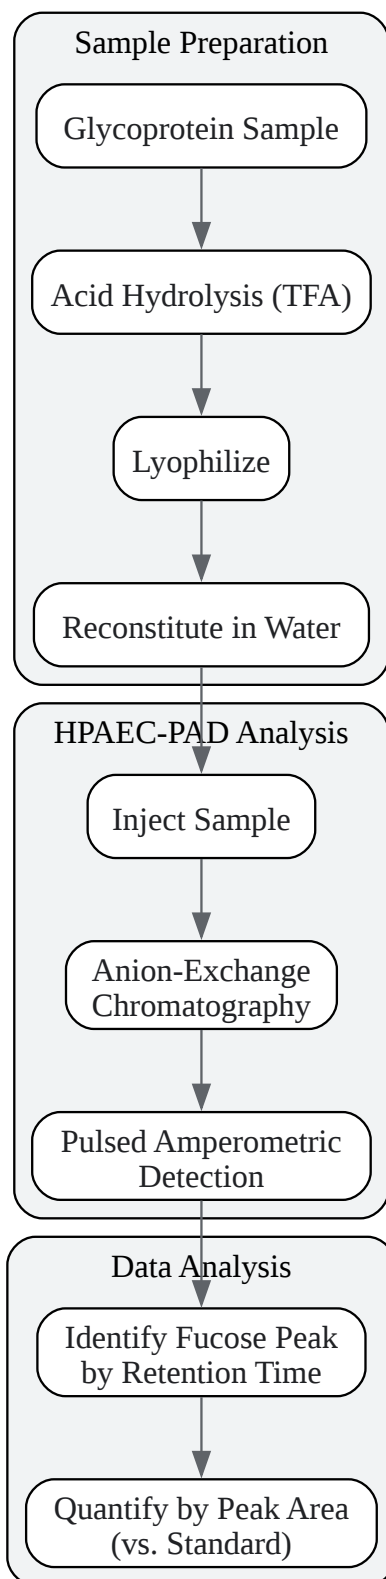 Sample Preparation
Glycoprotein Sample
Acid Hydrolysis (TFA)
Lyophilize
Reconstitute in Water
HPAEC-PAD Analysis
Inject Sample
Anion-Exchange
Chromatography
Pulsed Amperometric
Detection
Data Analysis
Identify Fucose Peak
by Retention Time
Quantify by Peak Area
(vs. Standard)